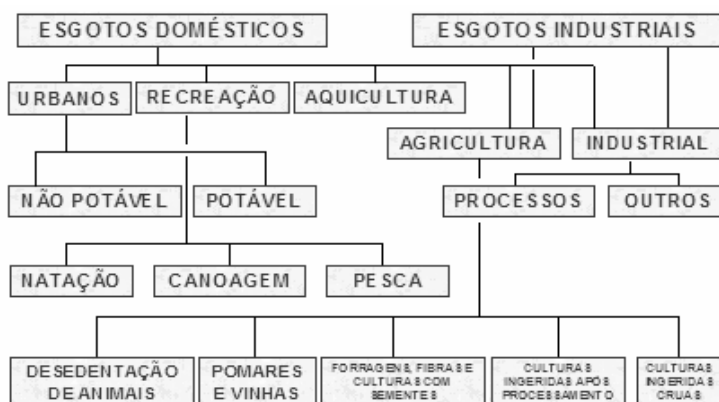 ESGOTOS DOMÉSTICOS
ESGOTOS INDUSTRIAIS
URBANOS
RECREAÇÃO
AQUICULTURA
AGRICULTURA
INDUSTRIAL
NÃO POTÁVEL
POTÁVEL
PROCESSOS
OUTROS
NATAÇÃO
CANOAGEM
PESCA
DESEDENTAÇÃO
DE ANIMAIS
POMARES
E VINHAS
FORRAGENS, FIBRAS E
CULTURAS COM
SEMENTES
CULTURAS
INGERIDAS APÓS
PROCESSAMENTO
CULTURAS
INGERIDAS
CRUAS